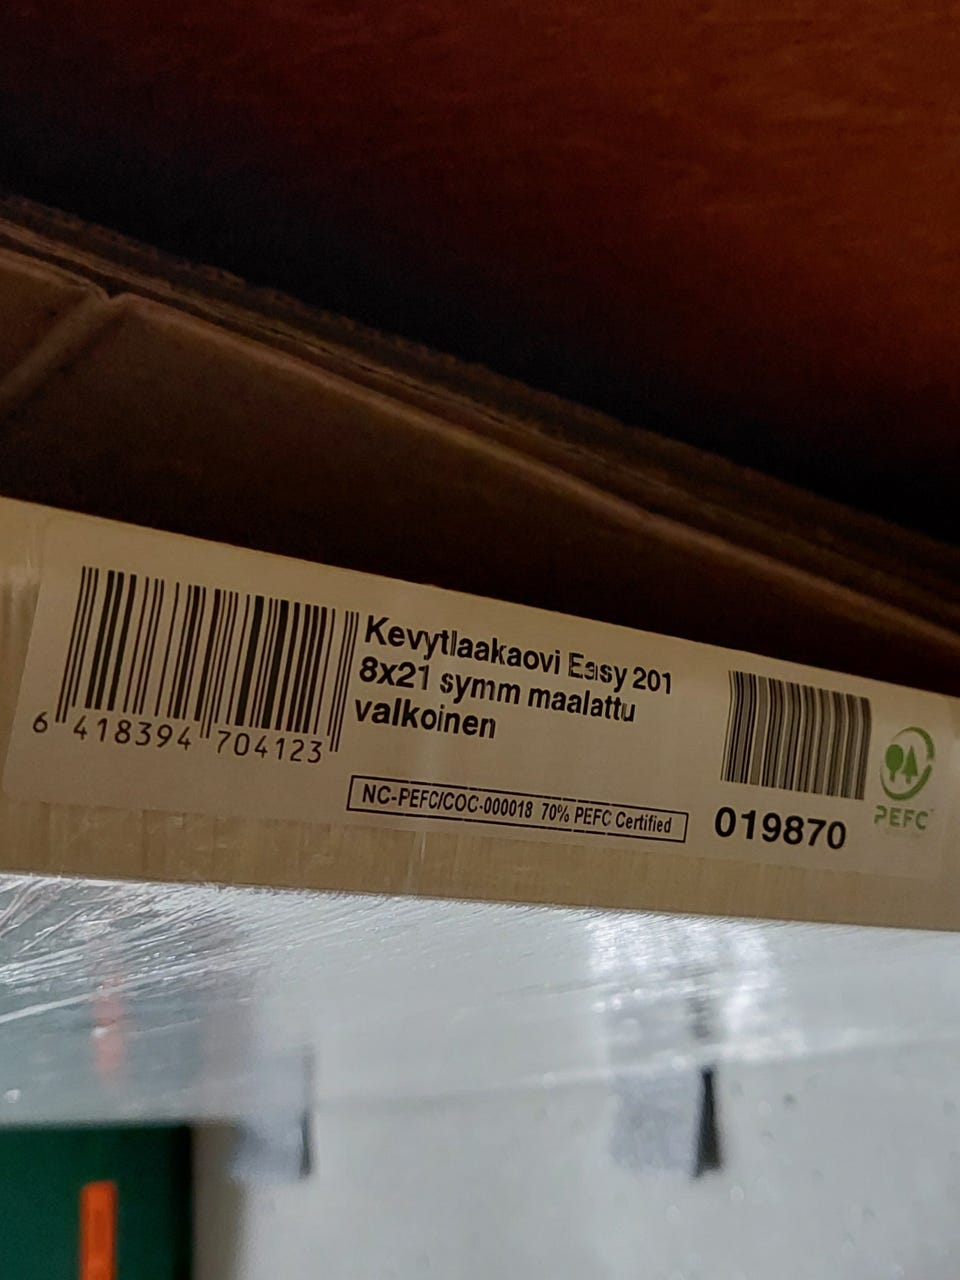 Kevytlaakaovi Easy 201
8x21 symm maalattu
valkoinen
6 418394 704123
NC-PEFC/COC-000018 70% PEFC Certified
019870
PEFC